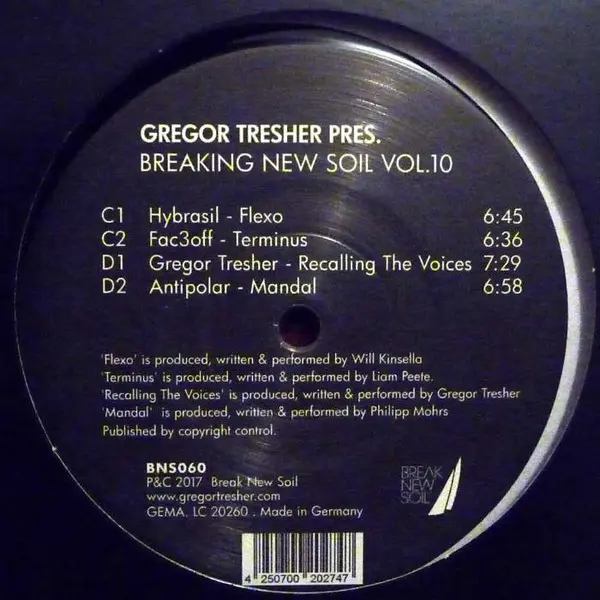 GREGOR TRESHER PRES.
BREAKING NEW SOIL VOL.10
C1 Hybrasil - Flexo 6:45
C2 Fac3off - Terminus 6:36
D1 Gregor Tresher - Recalling The Voices 7:29
D2 Antipolar - Mandal 6:58
'Flexo' is produced, written & performed by Will Kinsella
'Terminus' is produced, written & performed by Liam Peete.
'Recalling The Voices' is produced, written & performed by Gregor Tresher
'Mandal' is produced, written & performed by Philipp Mohrs
Published by copyright control.
BNS060
P&C 2017 Break New Soil
www.gregortresher.com
GEMA. LC 20260 . Made in Germany
BREAK
NEW
SOIL
4 250700 202747